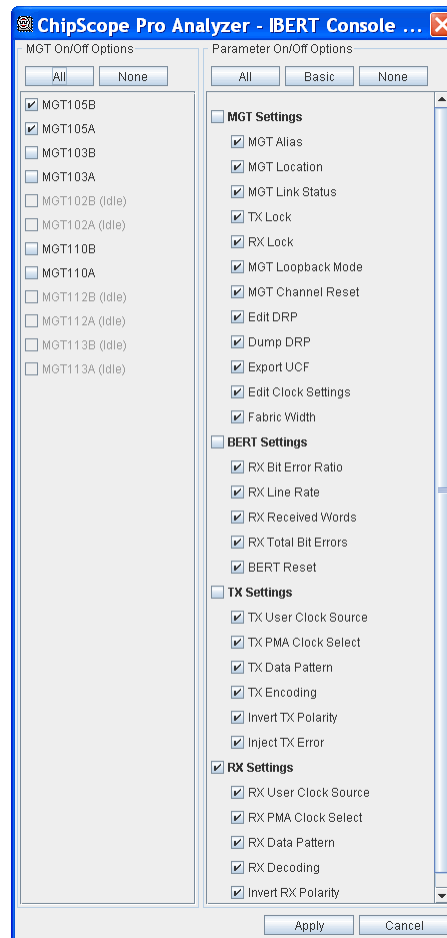 ChipScope Pro Analyzer - IBERT Console ...
MGT On/Off Options
All
None
MGT105B
MGT105A
MGT103B
MGT103A
MGT102B (Idle)
MGT102A (Idle)
MGT110B
MGT110A
MGT112B (Idle)
MGT112A (Idle)
MGT113B (Idle)
MGT113A (Idle)
Parameter On/Off Options
All
Basic
None
MGT Settings
MGT Alias
MGT Location
MGT Link Status
TX Lock
RX Lock
MGT Loopback Mode
MGT Channel Reset
Edit DRP
Dump DRP
Export UCF
Edit Clock Settings
Fabric Width
BERT Settings
RX Bit Error Ratio
RX Line Rate
RX Received Words
RX Total Bit Errors
BERT Reset
TX Settings
TX User Clock Source
TX PMA Clock Select
TX Data Pattern
TX Encoding
Invert TX Polarity
Inject TX Error
RX Settings
RX User Clock Source
RX PMA Clock Select
RX Data Pattern
RX Decoding
Invert RX Polarity
Apply
Cancel